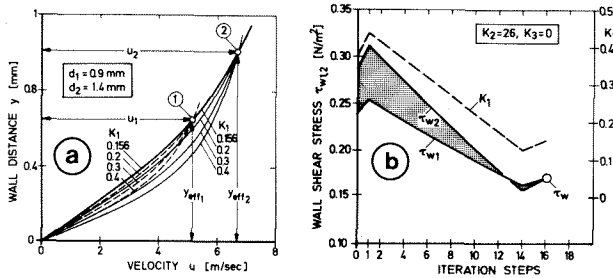 WALL DISTANCE y [mm]
1
0.8
0.4
0
u₂
②
d₁ = 0.9 mm
d₂ = 1.4 mm
u₁
①
K₁
0.156
0.2
0.3
0.4
K₁
0.156
0.2
0.3
0.4
a
y_eff₁
y_eff₂
0 2 4 6 8
VELOCITY u [m/sec]
WALL SHEAR STRESS τw1,2 [N/m²]
0.35
0.30
0.25
0.20
0.15
0.10
K₂=26, K₃=0
K₁
τw2
τw1
τw
b
0 1 2 4 6 8 10 12 14 16 18
ITERATION STEPS
K
0.4
0.3
0.2
0.1
0